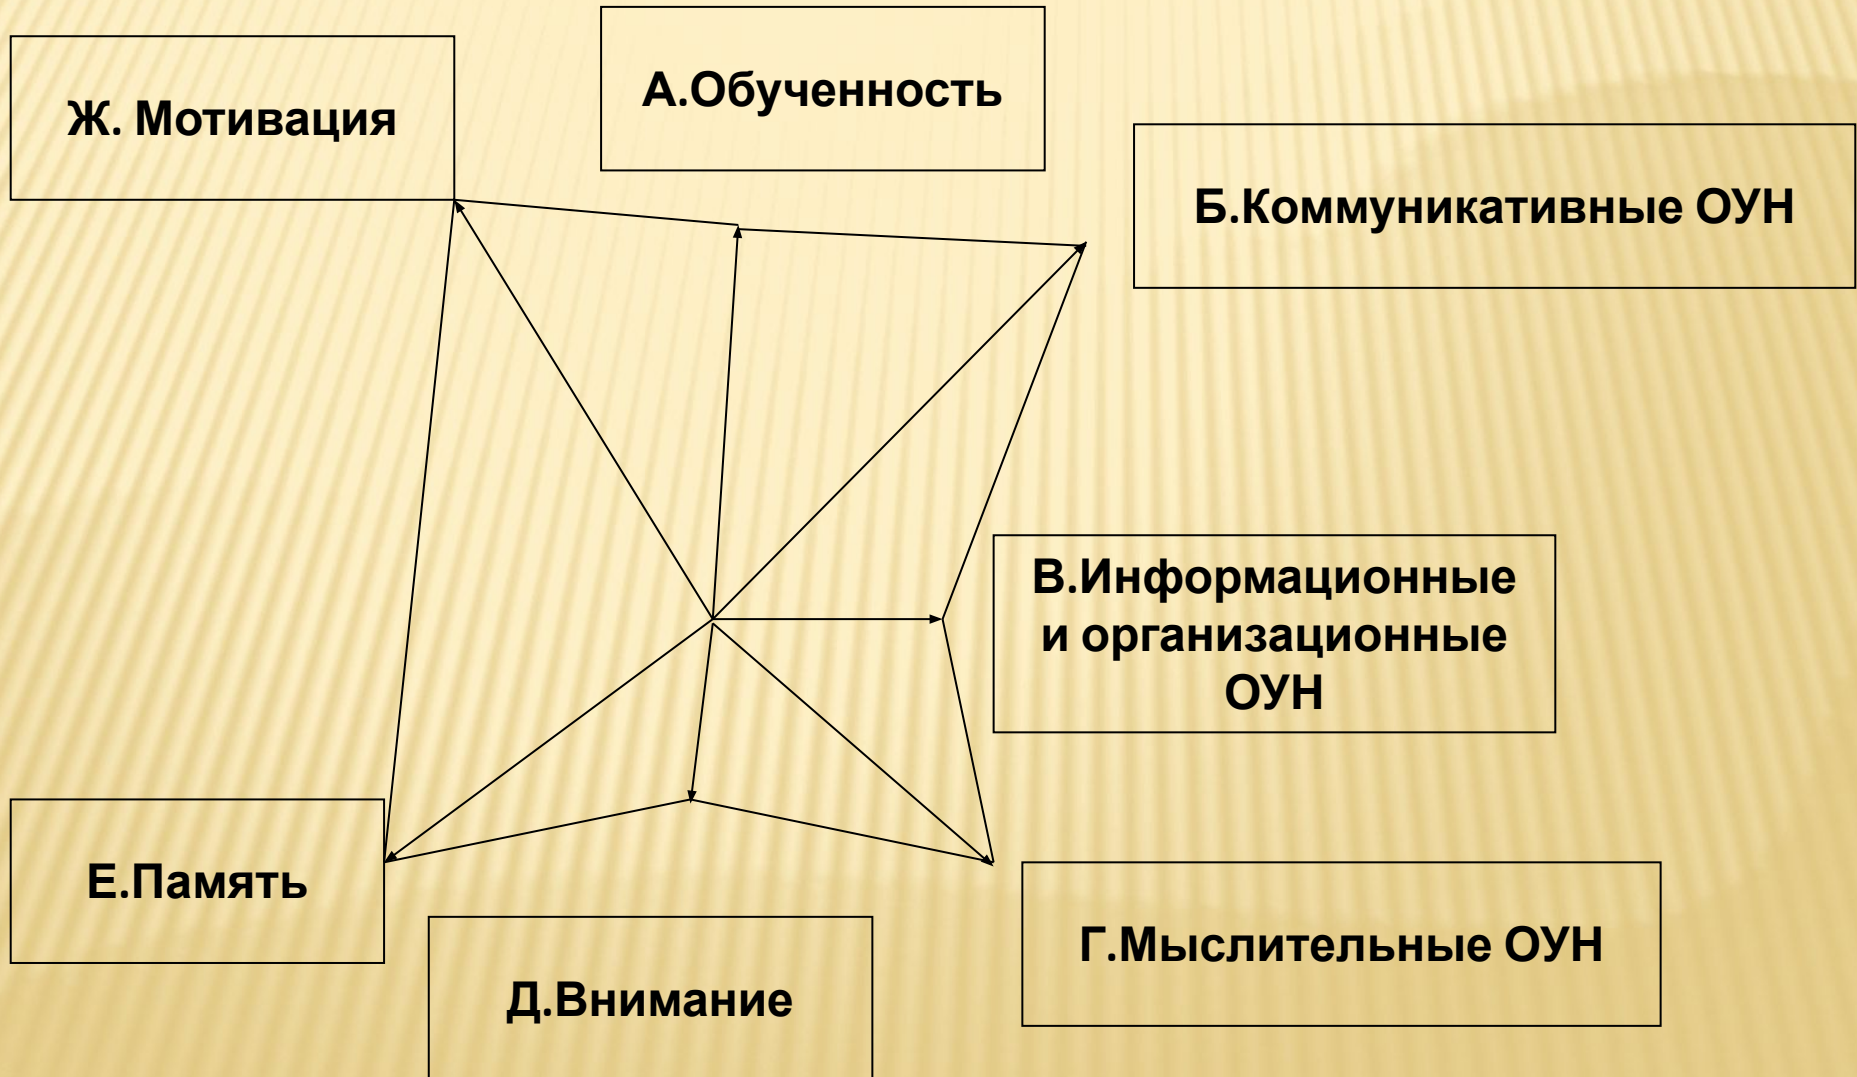 Ж. Мотивация
А.Обученность
Б.Коммуникативные ОУН
В.Информационные
и организационные
ОУН
Г.Мыслительные ОУН
Д.Внимание
Е.Память